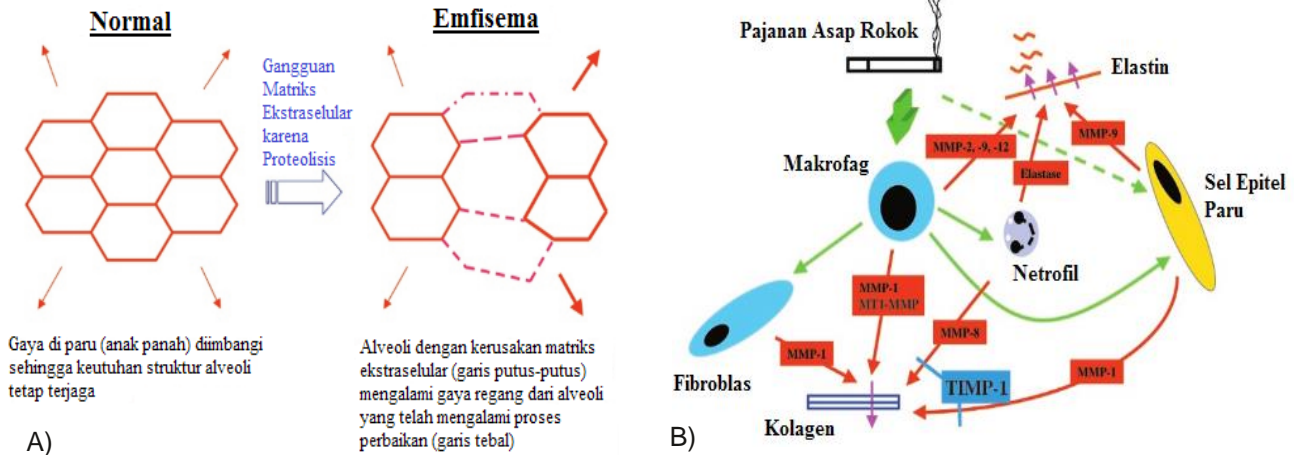 Normal
Emfisema
Gangguan
Matriks
Ekstraselular
karena
Proteolisis
Gaya di paru (anak panah) diimbangi
sehingga keutuhan struktur alveoli
tetap terjaga
Alveoli dengan kerusakan matriks
ekstraselular (garis putus-putus)
mengalami gaya regang dari alveoli
yang telah mengalami proses
perbaikan (garis tebal)
A)
Pajanan Asap Rokok
Elastin
MMP-2, -9, -12
MMP-9
Makrofag
Elastase
Sel Epitel
Paru
Netrofil
MMP-1
MT1-MMP
MMP-8
MMP-1
Fibroblas
TIMP-1
MMP-1
Kolagen
B)